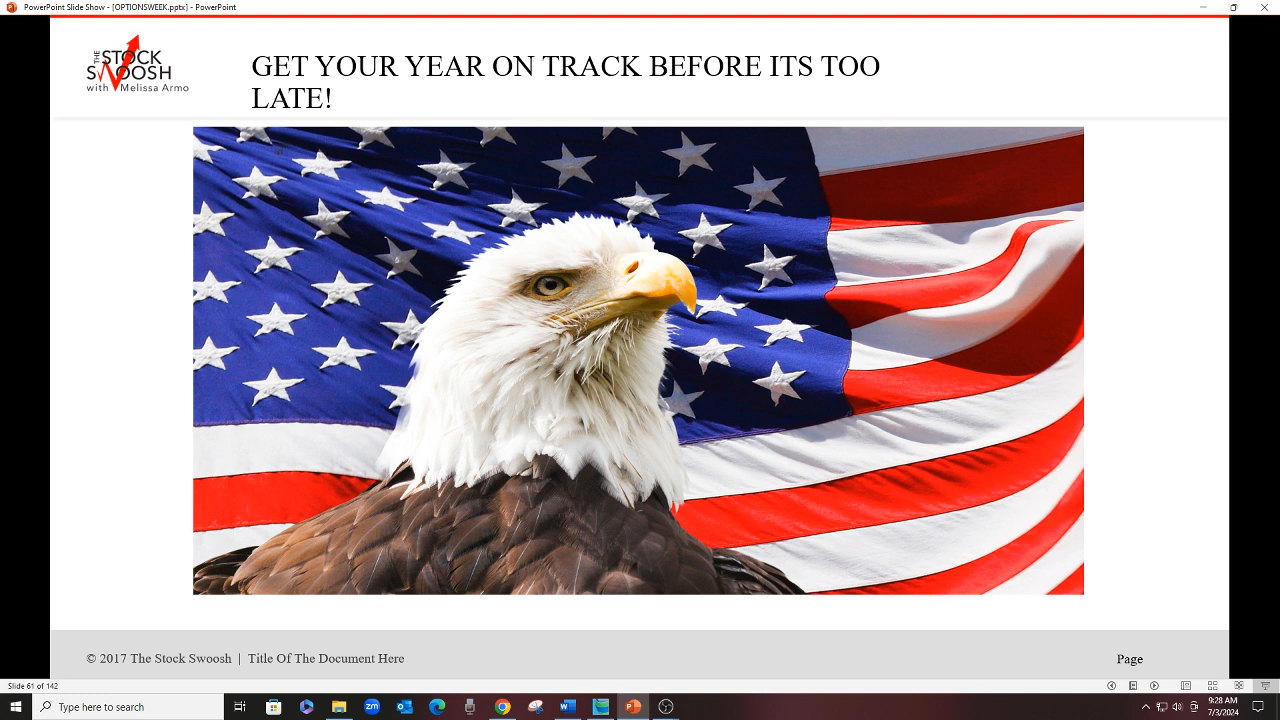 PowerPoint Slide Show - [OPTIONSWEEK.pptx] - PowerPoint
THE
STOCK
SWOOSH
with Melissa Armo
GET YOUR YEAR ON TRACK BEFORE ITS TOO
LATE!
© 2017 The Stock Swoosh | Title Of The Document Here
Page
Slide 61 of 142
Type here to search
zm
9:28 AM
7/3/2024